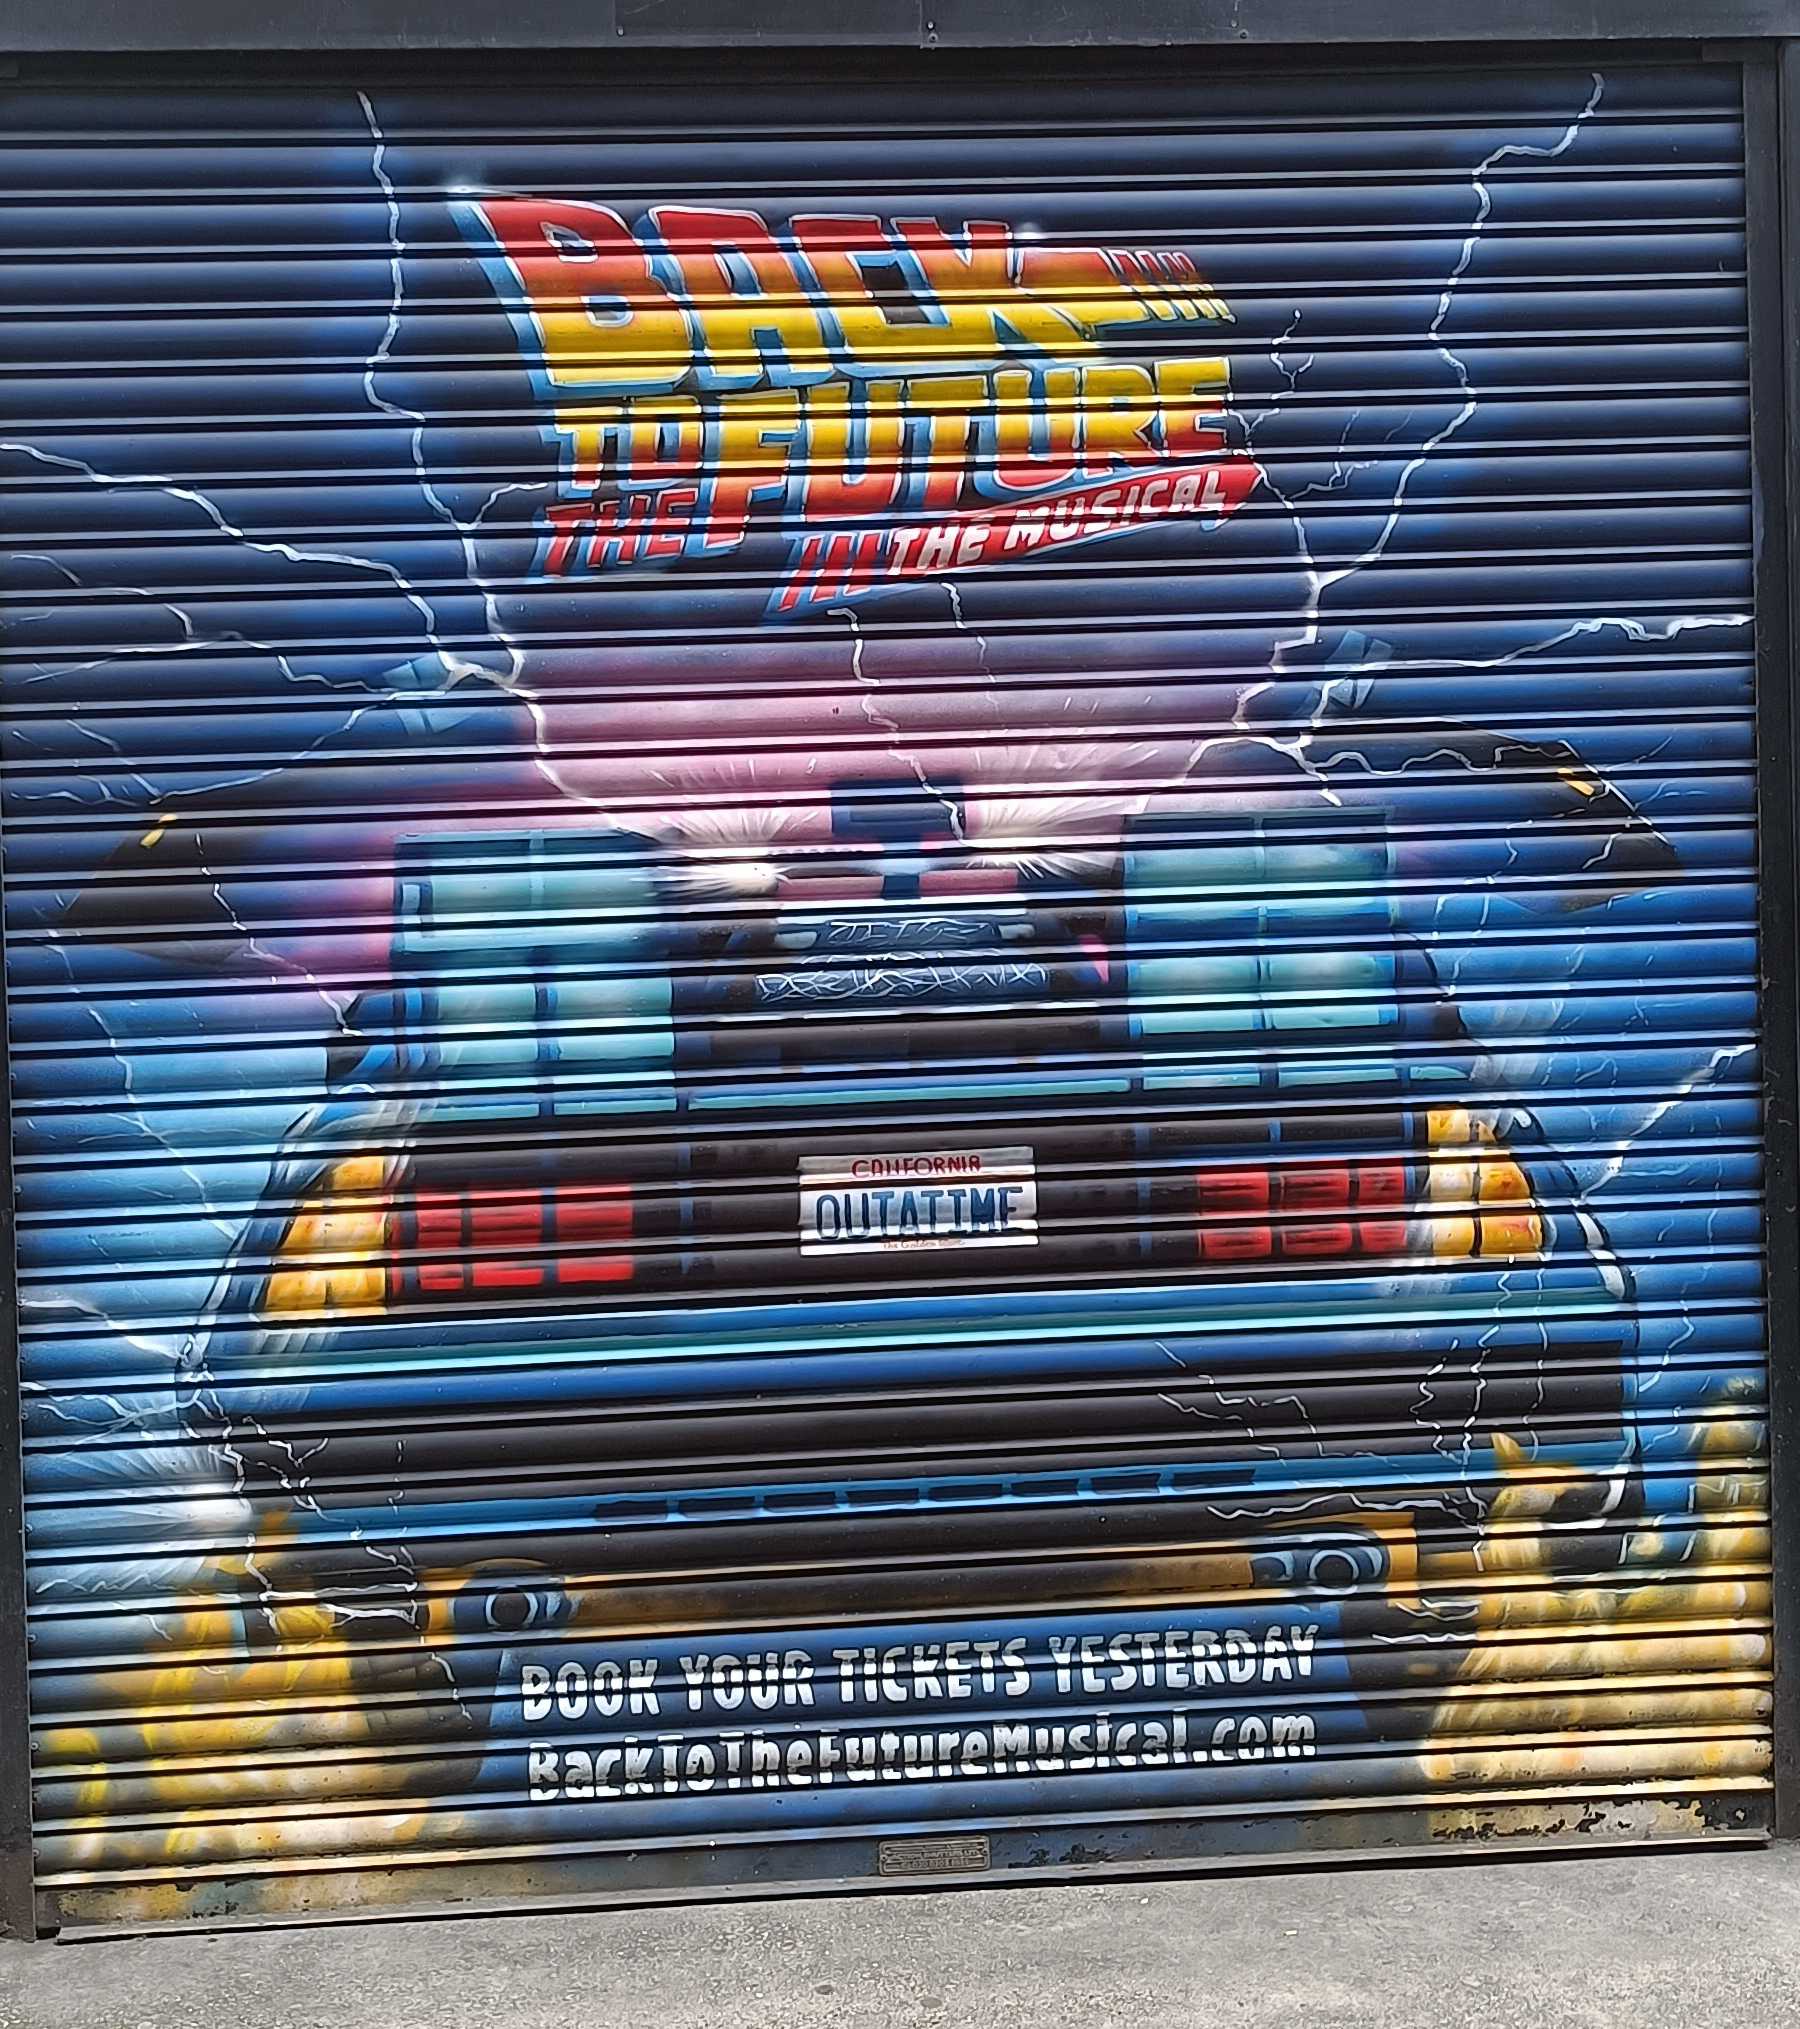 BACK
TO THE FUTURE
THE MUSICAL
CALIFORNIA
OUTATIME
BOOK YOUR TICKETS YESTERDAY
BackToTheFutureMusical.com